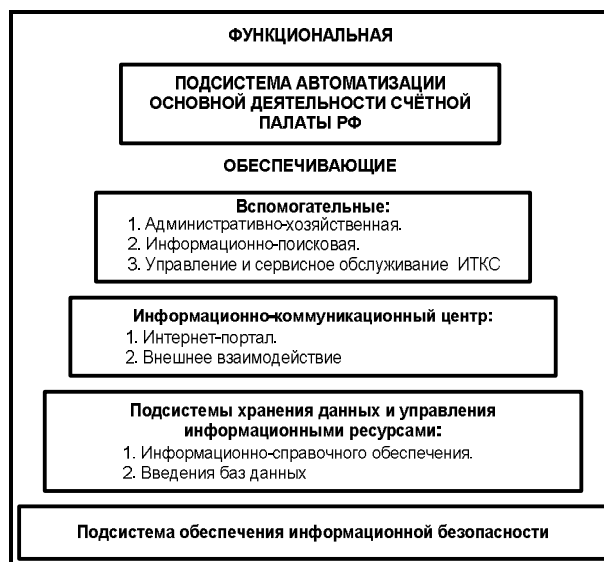 ФУНКЦИОНАЛЬНАЯ
ПОДСИСТЕМА АВТОМАТИЗАЦИИ
ОСНОВНОЙ ДЕЯТЕЛЬНОСТИ СЧЁТНОЙ
ПАЛАТЫ РФ
ОБЕСПЕЧИВАЮЩИЕ
Вспомогательные:
1. Административно-хозяйственная.
2. Информационно-поисковая.
3. Управление и сервисное обслуживание ИТКС
Информационно-коммуникационный центр:
1. Интернет-портал.
2. Внешнее взаимодействие
Подсистемы хранения данных и управления
информационными ресурсами:
1. Информационно-справочного обеспечения.
2. Введения баз данных
Подсистема обеспечения информационной безопасности